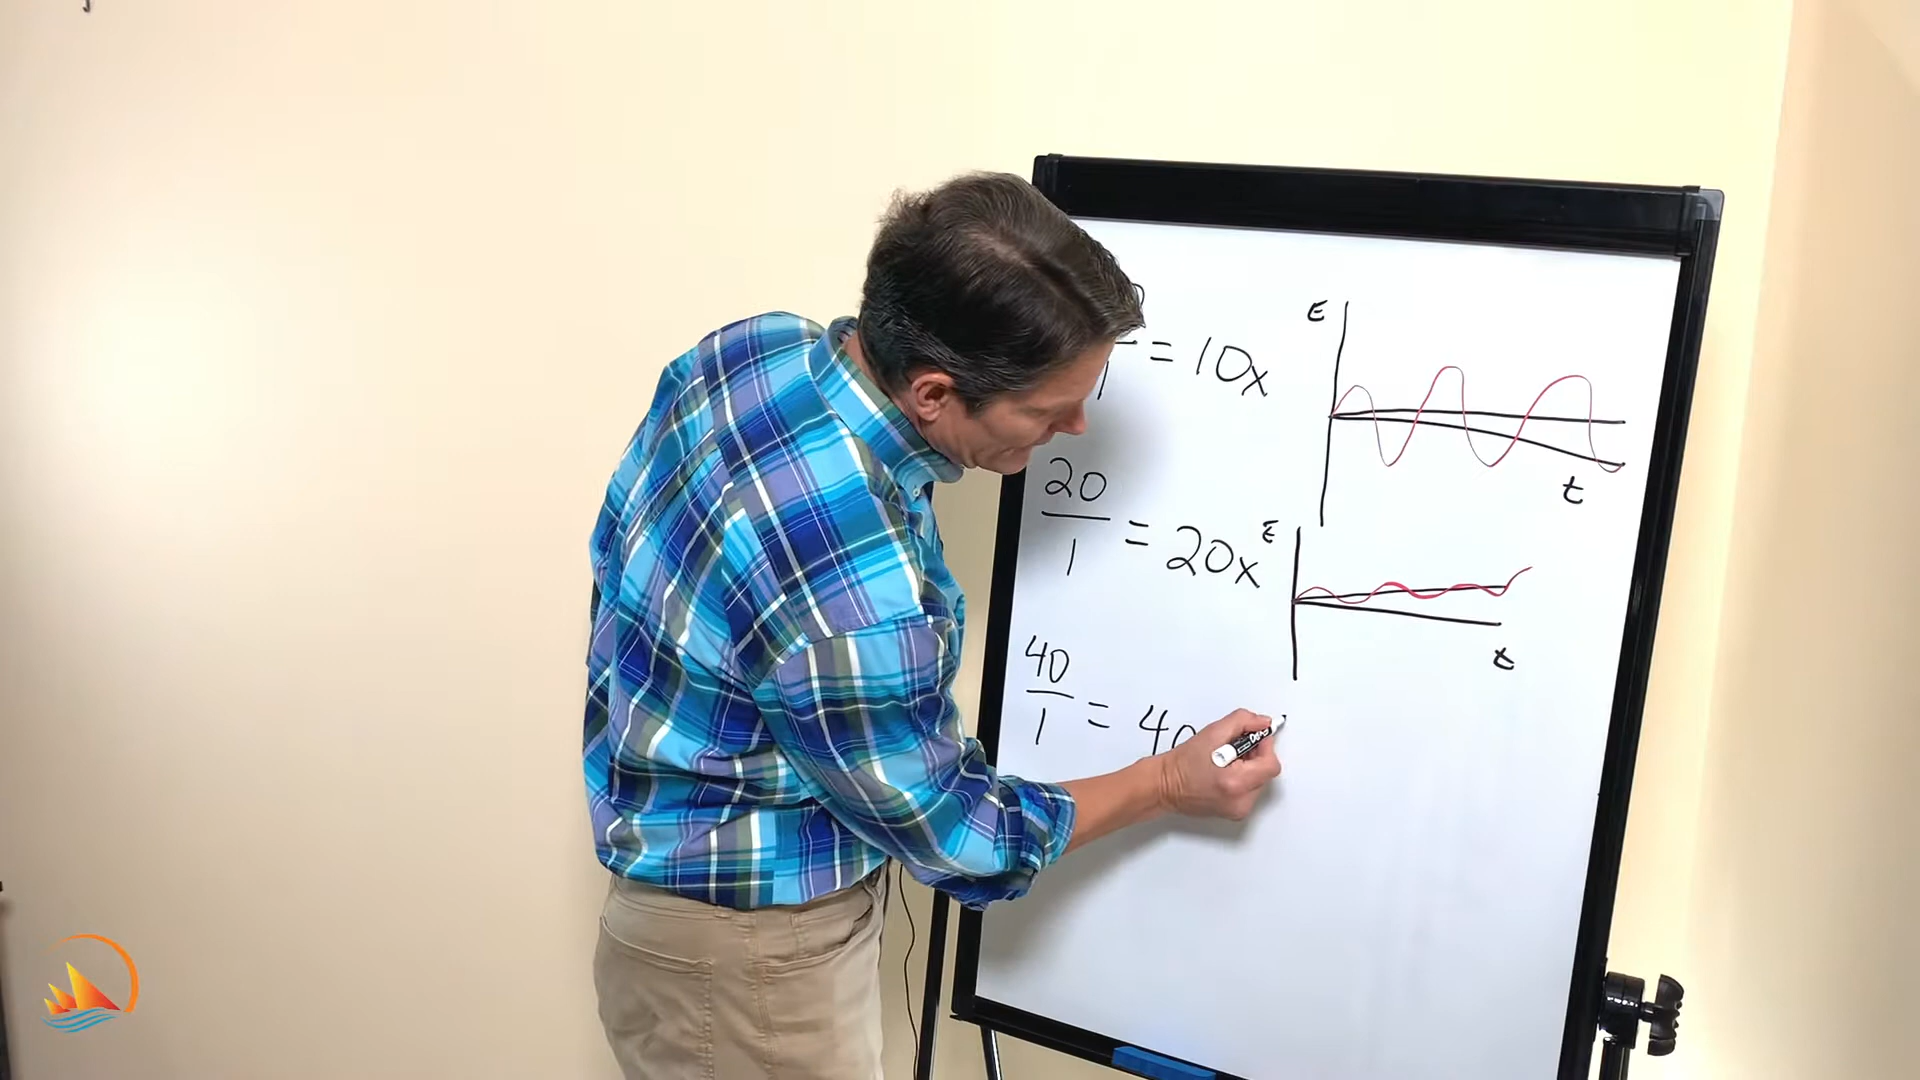 = 10x
E
t
20
1 = 20x
E
t
40
1 = 40